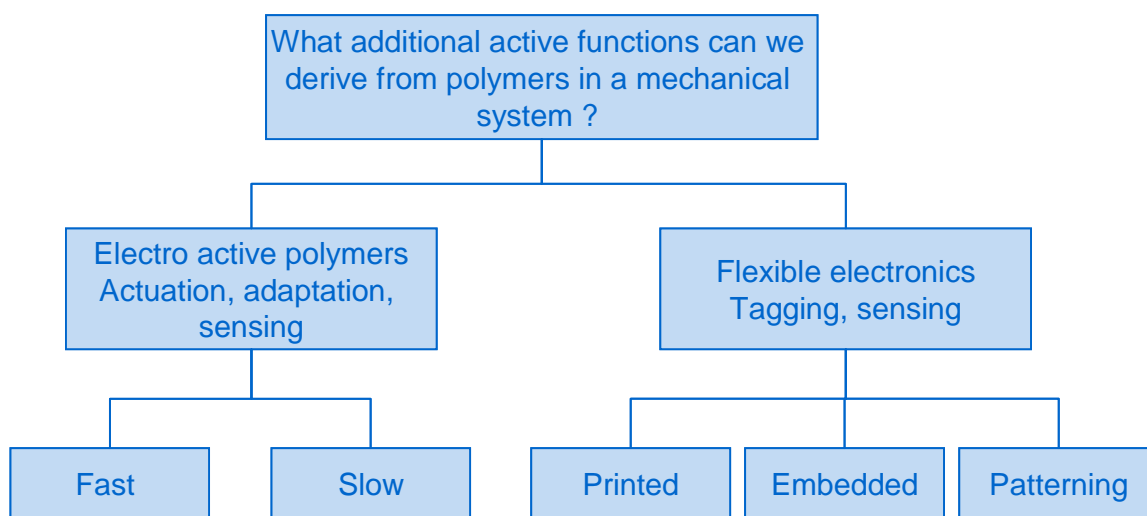 What additional active functions can we
derive from polymers in a mechanical
system ?
Electro active polymers
Actuation, adaptation,
sensing
Flexible electronics
Tagging, sensing
Fast
Slow
Printed
Embedded
Patterning